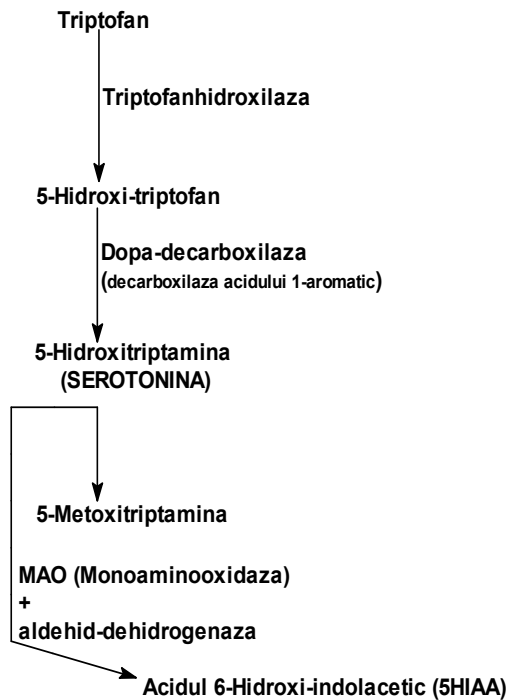 Triptofan
Triptofanhidroxilaza
5-Hidroxi-triptofan
Dopa-decarboxilaza
(decarboxilaza acidului 1-aromatic)
5-Hidroxitriptamina
(SEROTONINA)
5-Metoxitriptamina
MAO (Monoaminooxidaza)
+
aldehid-dehidrogenaza
Acidul 6-Hidroxi-indolacetic (5HIAA)